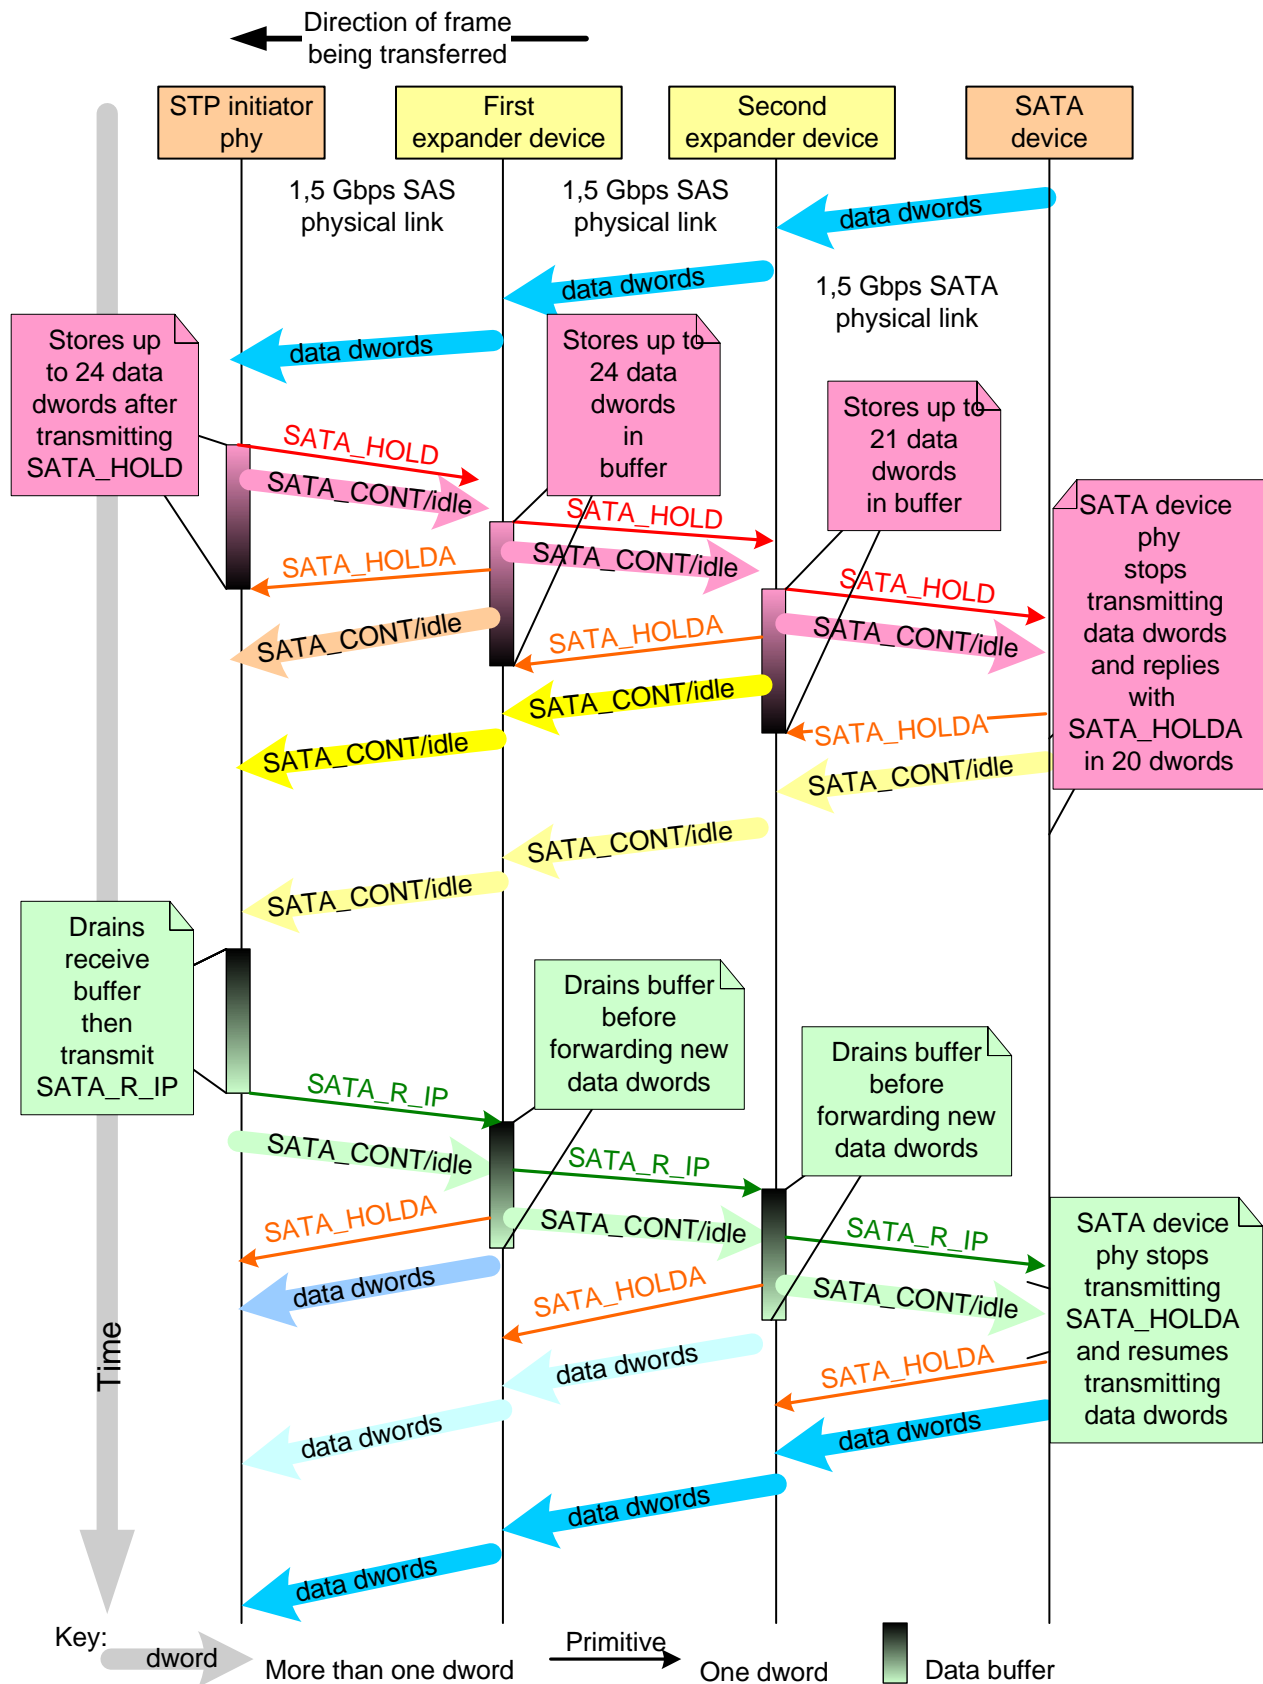 Direction of frame
being transferred
STP initiator
phy
First
expander device
Second
expander device
SATA
device
1,5 Gbps SAS
physical link
1,5 Gbps SAS
physical link
data dwords
data dwords
1,5 Gbps SATA
physical link
data dwords
Stores up
to 24 data
dwords after
transmitting
SATA_HOLD
Stores up to
24 data
dwords
in
buffer
Stores up to
21 data
dwords
in buffer
SATA_HOLD
SATA_CONT/idle
SATA_HOLD
SATA_CONT/idle
SATA_HOLDA
SATA_CONT/idle
SATA_HOLD
SATA_CONT/idle
SATA_HOLDA
SATA_CONT/idle
SATA_CONT/idle
SATA device
phy
stops
transmitting
data dwords
and replies
with
SATA_HOLDA
in 20 dwords
SATA_HOLDA
SATA_CONT/idle
SATA_CONT/idle
SATA_CONT/idle
Drains
receive
buffer
then
transmit
SATA_R_IP
Drains buffer
before
forwarding new
data dwords
Drains buffer
before
forwarding new
data dwords
SATA_R_IP
SATA_CONT/idle
SATA_R_IP
SATA_HOLDA
SATA_CONT/idle
SATA_R_IP
SATA_CONT/idle
data dwords
SATA_HOLDA
SATA device
phy stops
transmitting
SATA_HOLDA
and resumes
transmitting
data dwords
data dwords
SATA_HOLDA
data dwords
data dwords
data dwords
data dwords
Time
Key:
dword
More than one dword
Primitive
One dword
Data buffer